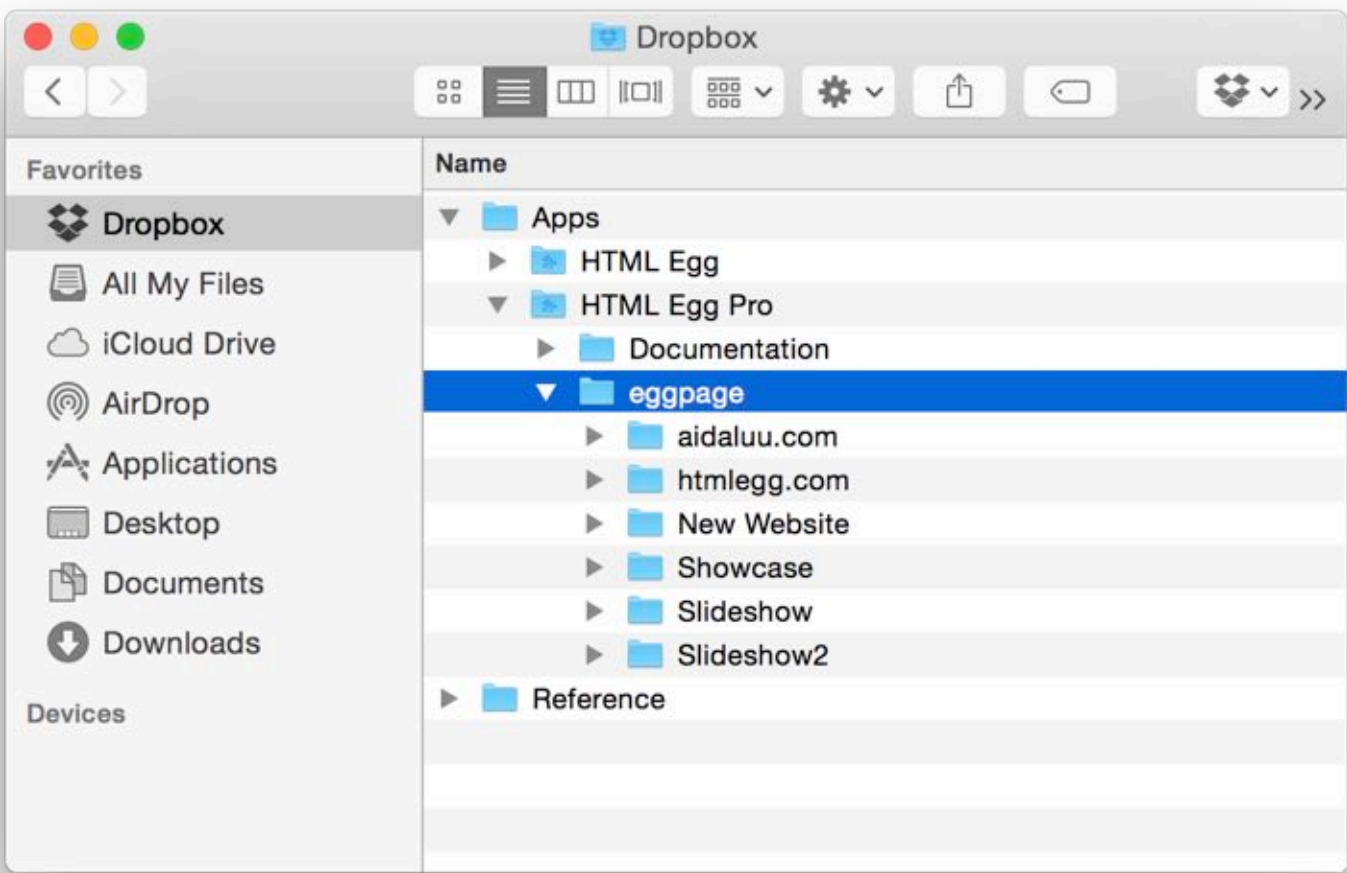 Dropbox
Favorites
Dropbox
All My Files
iCloud Drive
AirDrop
Applications
Desktop
Documents
Downloads
Devices
Name
Apps
HTML Egg
HTML Egg Pro
Documentation
eggpage
aidaluu.com
htmlegg.com
New Website
Showcase
Slideshow
Slideshow2
Reference